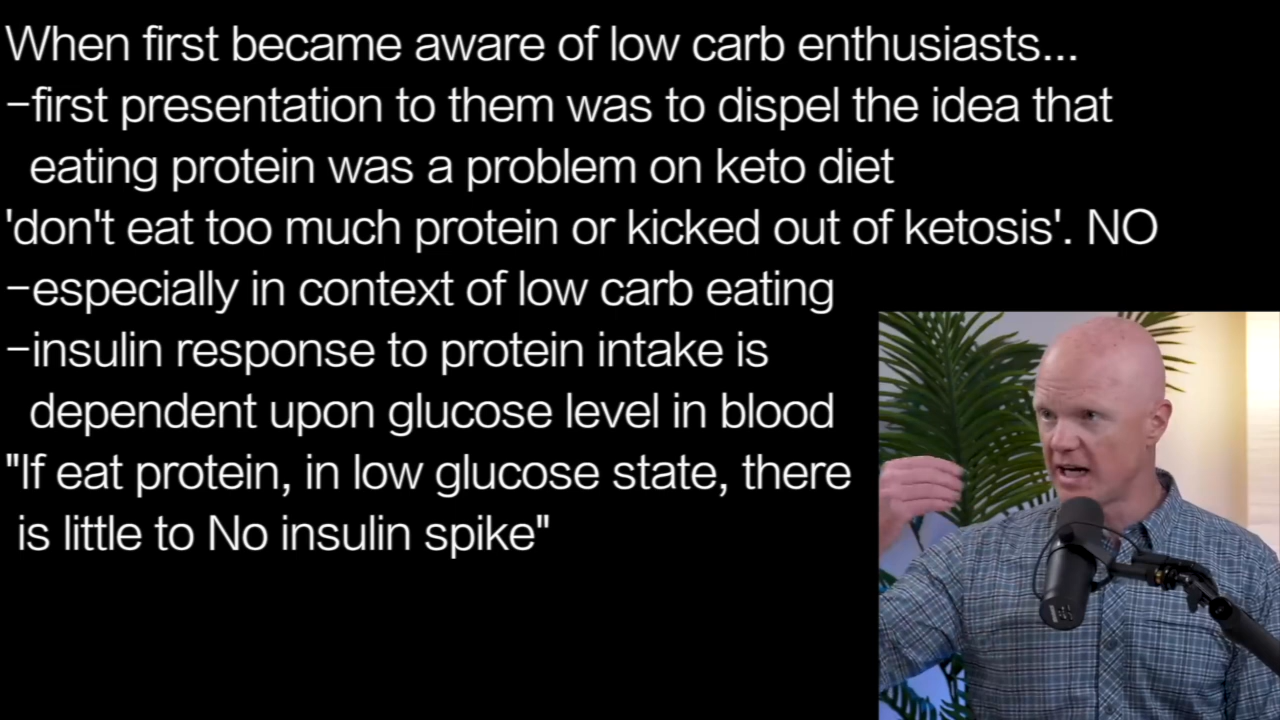 When first became aware of low carb enthusiasts...
–first presentation to them was to dispel the idea that
eating protein was a problem on keto diet
'don't eat too much protein or kicked out of ketosis'. NO
–especially in context of low carb eating
–insulin response to protein intake is
dependent upon glucose level in blood
"If eat protein, in low glucose state, there
is little to No insulin spike"